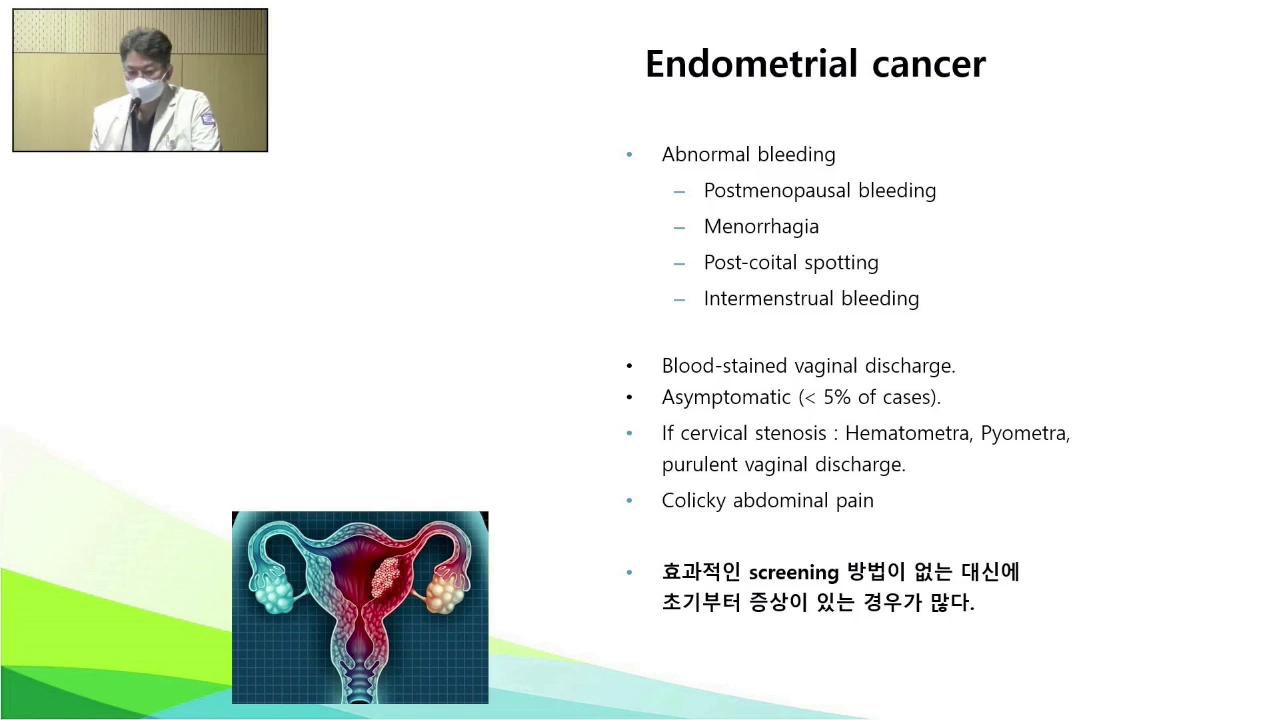 Endometrial cancer
• Abnormal bleeding
– Postmenopausal bleeding
– Menorrhagia
– Post-coital spotting
– Intermenstrual bleeding
• Blood-stained vaginal discharge.
• Asymptomatic (< 5% of cases).
• If cervical stenosis : Hematometra, Pyometra,
purulent vaginal discharge.
• Colicky abdominal pain
• 효과적인 screening 방법이 없는 대신에
초기부터 증상이 있는 경우가 많다.